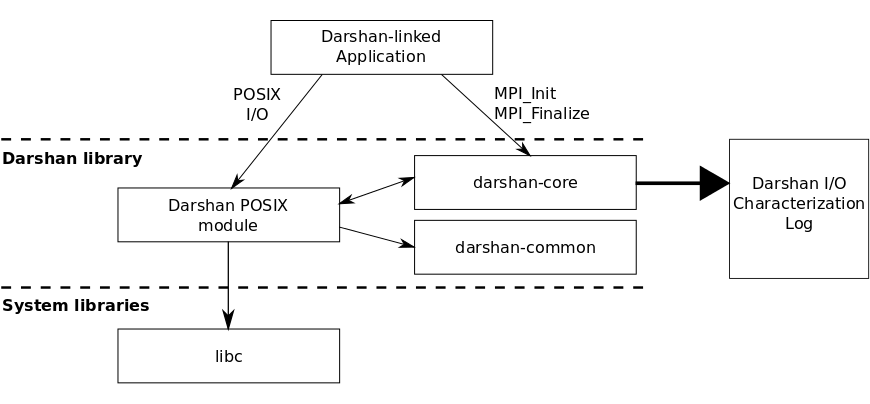 Darshan-linked
Application
POSIX
I/O
MPI_Init
MPI_Finalize
Darshan library
darshan-core
Darshan POSIX
module
darshan-common
Darshan I/O
Characterization
Log
System libraries
libc